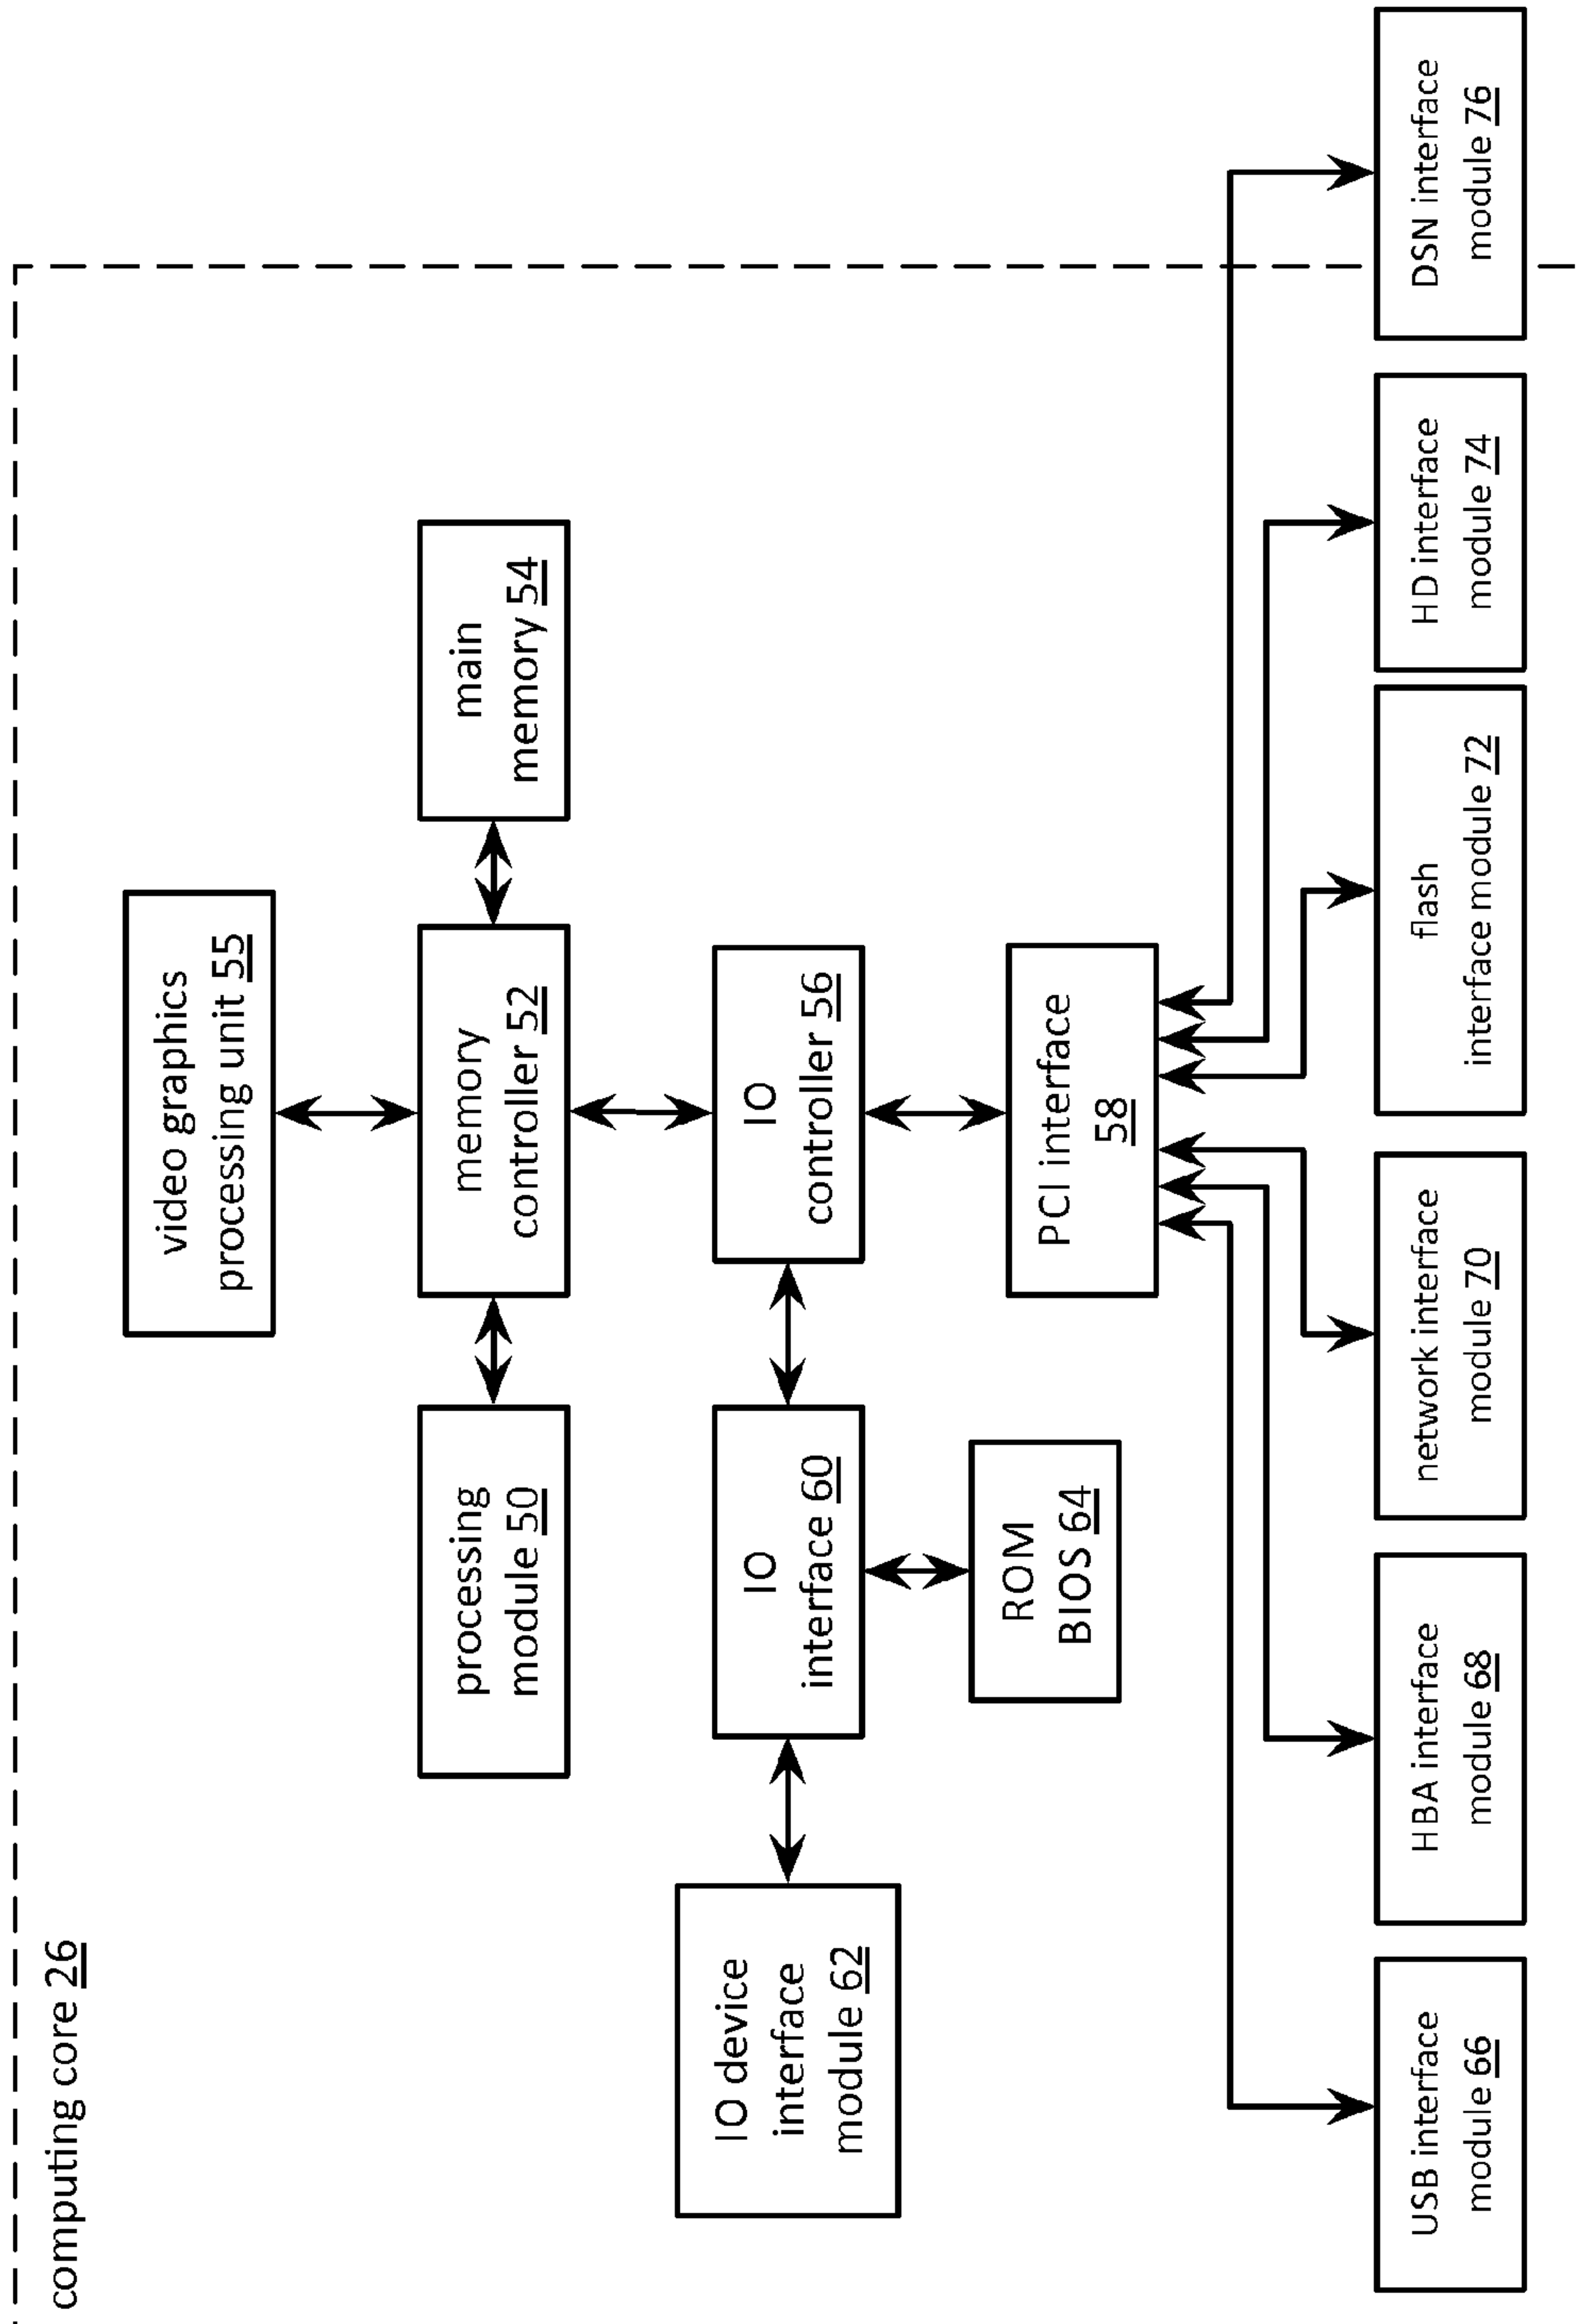 computing core 26
video graphics
processing unit 55
processing
module 50
memory
controller 52
main
memory 54
IO device
interface
module 62
IO
interface 60
IO
controller 56
ROM
BIOS 64
PCI interface
58
USB interface
module 66
HBA interface
module 68
network interface
module 70
flash
interface module 72
HD interface
module 74
DSN interface
module 76